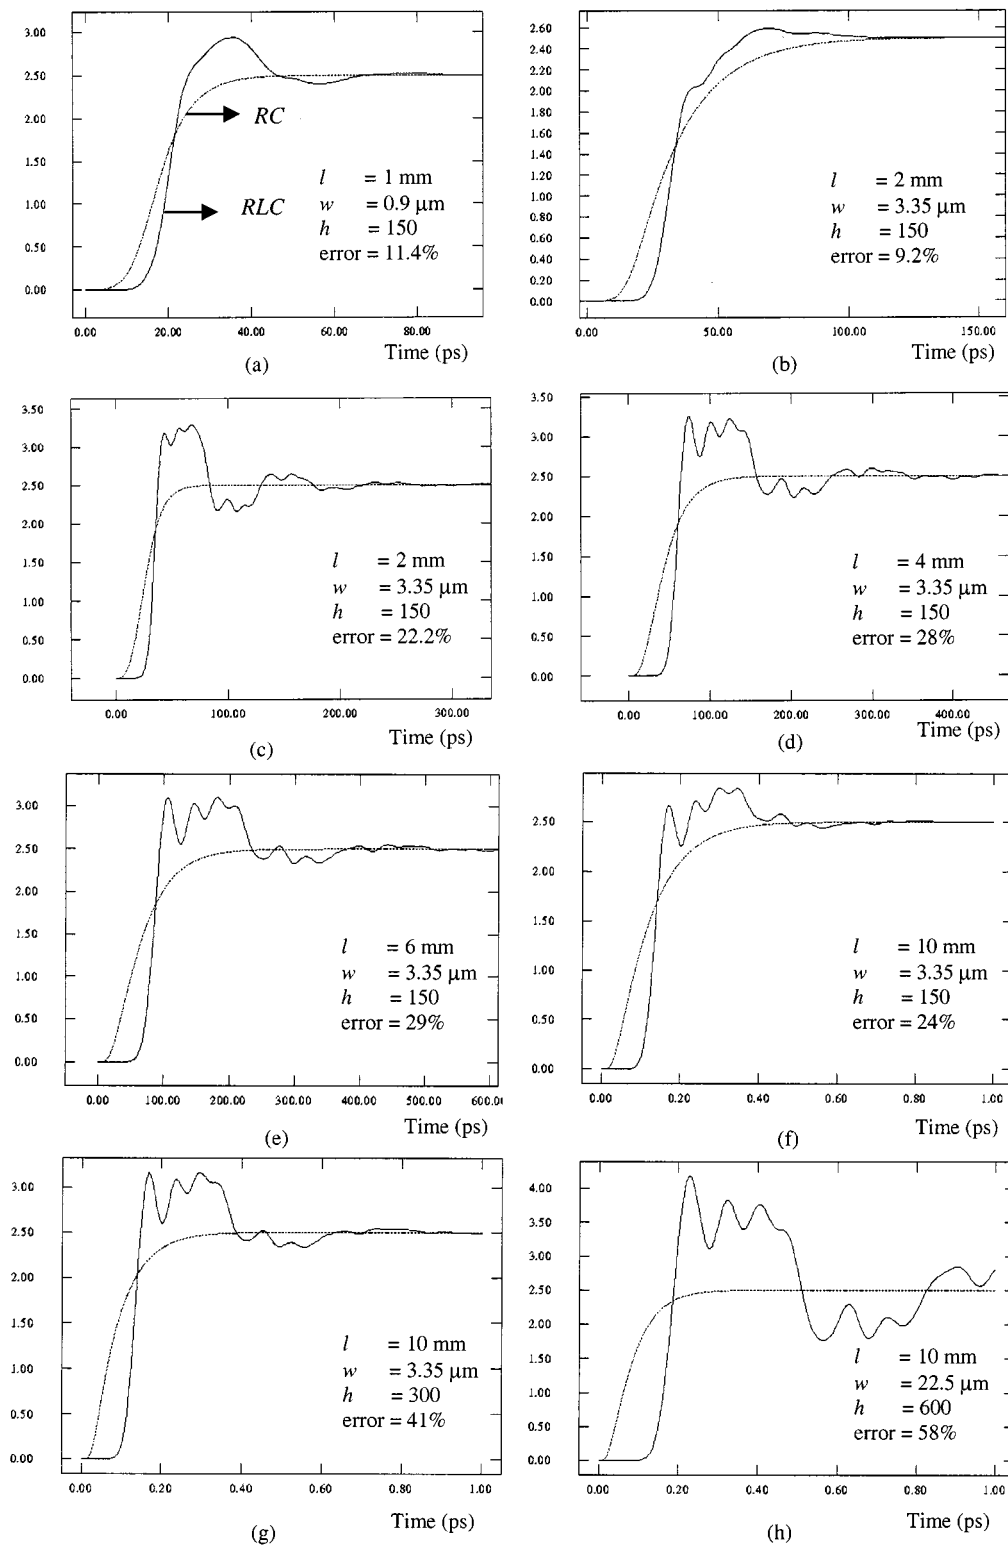 3.00
2.50
2.00
1.50
1.00
0.50
0.00
RC
RLC
l = 1 mm
w = 0.9 μm
h = 150
error = 11.4%
0.00 20.00 40.00 60.00 80.00
Time (ps)
(a)
2.60
2.40
2.20
2.00
1.80
1.60
1.40
1.20
1.00
0.80
0.60
0.40
0.20
0.00
l = 2 mm
w = 3.35 μm
h = 150
error = 9.2%
0.00 50.00 100.00 150.00
Time (ps)
(b)
3.50
3.00
2.50
2.00
1.50
1.00
0.50
0.00
l = 2 mm
w = 3.35 μm
h = 150
error = 22.2%
0.00 100.00 200.00 300.00
Time (ps)
(c)
3.50
3.00
2.50
2.00
1.50
1.00
0.50
0.00
l = 4 mm
w = 3.35 μm
h = 150
error = 28%
0.00 100.00 200.00 300.00 400.00
Time (ps)
(d)
3.00
2.50
2.00
1.50
1.00
0.50
0.00
l = 6 mm
w = 3.35 μm
h = 150
error = 29%
0.00 100.00 200.00 300.00 400.00 500.00 600.00
Time (ps)
(e)
2.50
2.00
1.50
1.00
0.50
0.00
l = 10 mm
w = 3.35 μm
h = 150
error = 24%
0.00 0.20 0.40 0.60 0.80 1.00
Time (ps)
(f)
3.00
2.50
2.00
1.50
1.00
0.50
0.00
l = 10 mm
w = 3.35 μm
h = 300
error = 41%
0.00 0.20 0.40 0.60 0.80 1.00
Time (ps)
(g)
4.00
3.50
3.00
2.50
2.00
1.50
1.00
0.50
0.00
l = 10 mm
w = 22.5 μm
h = 600
error = 58%
0.00 0.20 0.40 0.60 0.80 1.00
Time (ps)
(h)